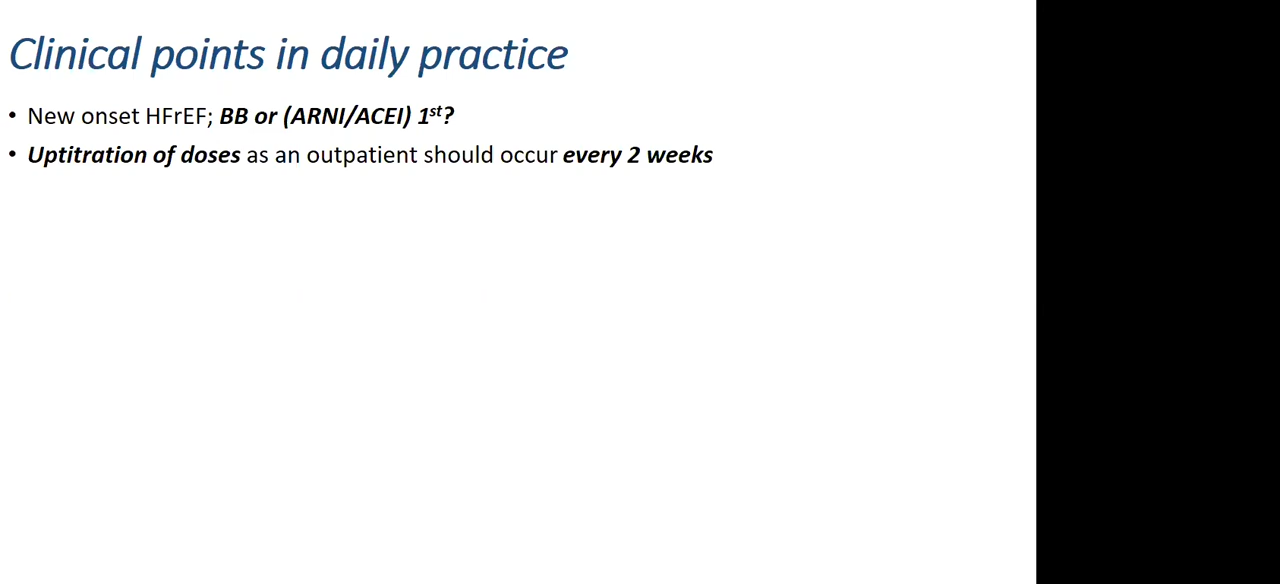 Clinical points in daily practice
• New onset HFrEF; BB or (ARNI/ACEI) 1st?
• Uptitration of doses as an outpatient should occur every 2 weeks